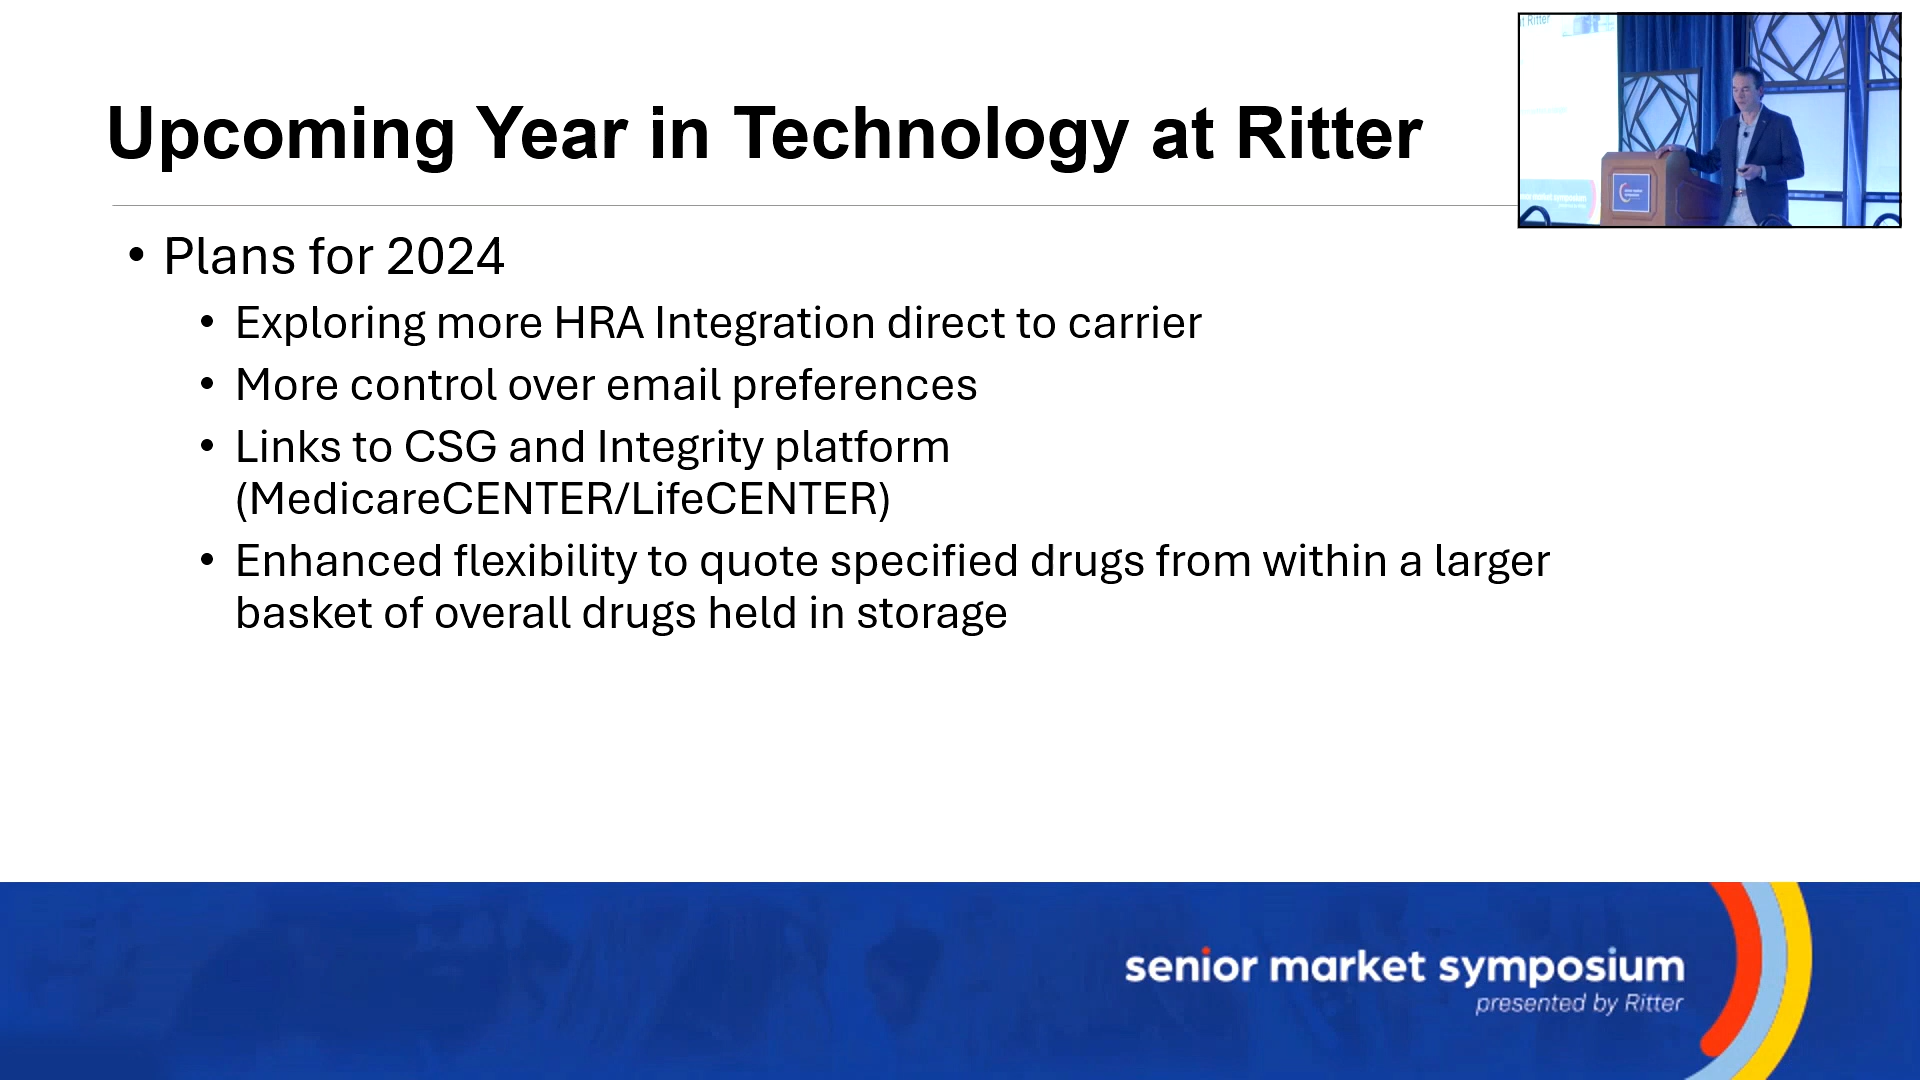 Upcoming Year in Technology at Ritter
• Plans for 2024
• Exploring more HRA Integration direct to carrier
• More control over email preferences
• Links to CSG and Integrity platform
(MedicareCENTER/LifeCENTER)
• Enhanced flexibility to quote specified drugs from within a larger
basket of overall drugs held in storage
senior market symposium
presented by Ritter